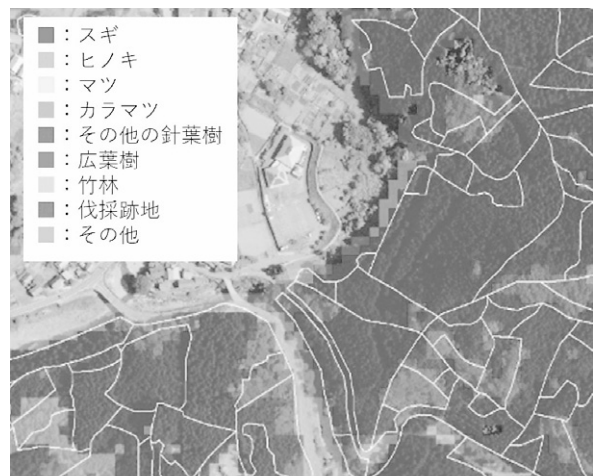 ：スギ
：ヒノキ
：マツ
：カラマツ
：その他の針葉樹
：広葉樹
：竹林
：伐採跡地
：その他